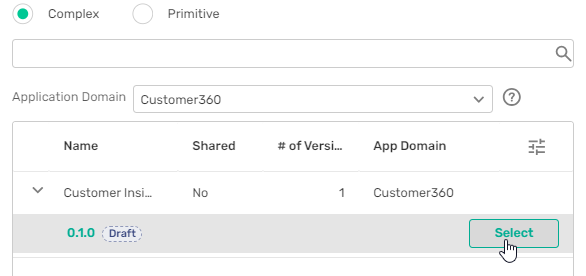 Complex Primitive
Application Domain Customer360 ?
Name Shared # of Versi... App Domain
Customer Insi... No 1 Customer360
0.1.0 Draft Select